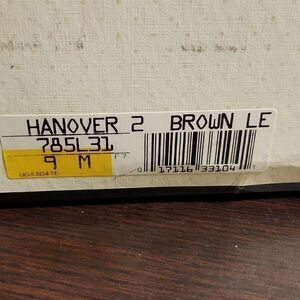 HANOVER 2 BROWN LE
785L31
9 M
0 17116 33104